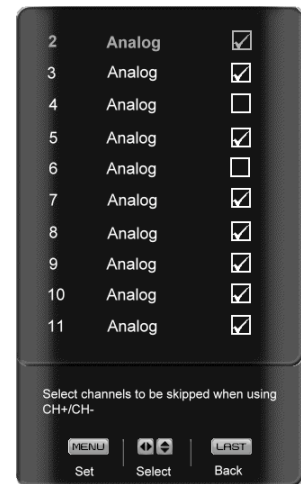 2 Analog
3 Analog
4 Analog
5 Analog
6 Analog
7 Analog
8 Analog
9 Analog
10 Analog
11 Analog
Select channels to be skipped when using
CH+/CH-
MENU LAST
Set Select Back